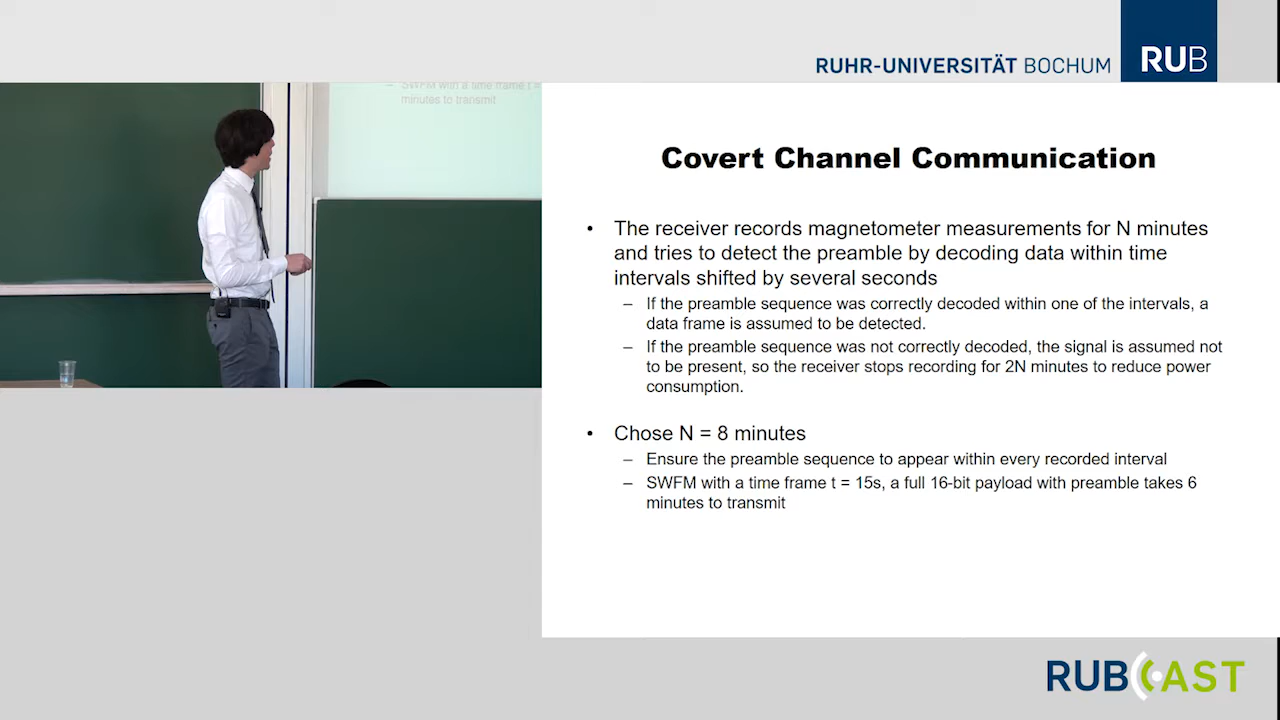 RUHR-UNIVERSITÄT BOCHUM
RUB
SWFM with a time frame t =
minutes to transmit
Covert Channel Communication
• The receiver records magnetometer measurements for N minutes
and tries to detect the preamble by decoding data within time
intervals shifted by several seconds
– If the preamble sequence was correctly decoded within one of the intervals, a
data frame is assumed to be detected.
– If the preamble sequence was not correctly decoded, the signal is assumed not
to be present, so the receiver stops recording for 2N minutes to reduce power
consumption.
• Chose N = 8 minutes
– Ensure the preamble sequence to appear within every recorded interval
– SWFM with a time frame t = 15s, a full 16-bit payload with preamble takes 6
minutes to transmit
RUBCAST